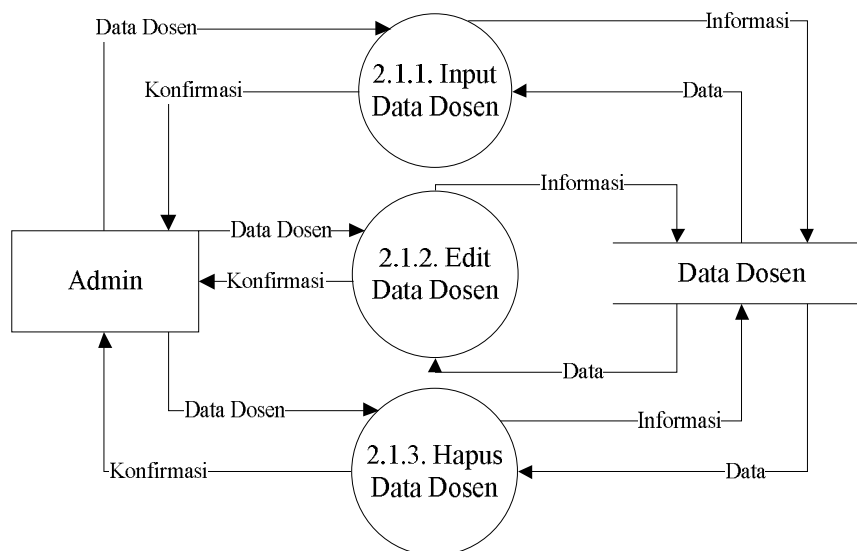 Data Dosen
Informasi
2.1.1. Input
Data Dosen
Konfirmasi
Data
Informasi
Data Dosen
Admin
Konfirmasi
2.1.2. Edit
Data Dosen
Data Dosen
Data
Data Dosen
Informasi
2.1.3. Hapus
Data Dosen
Konfirmasi
Data